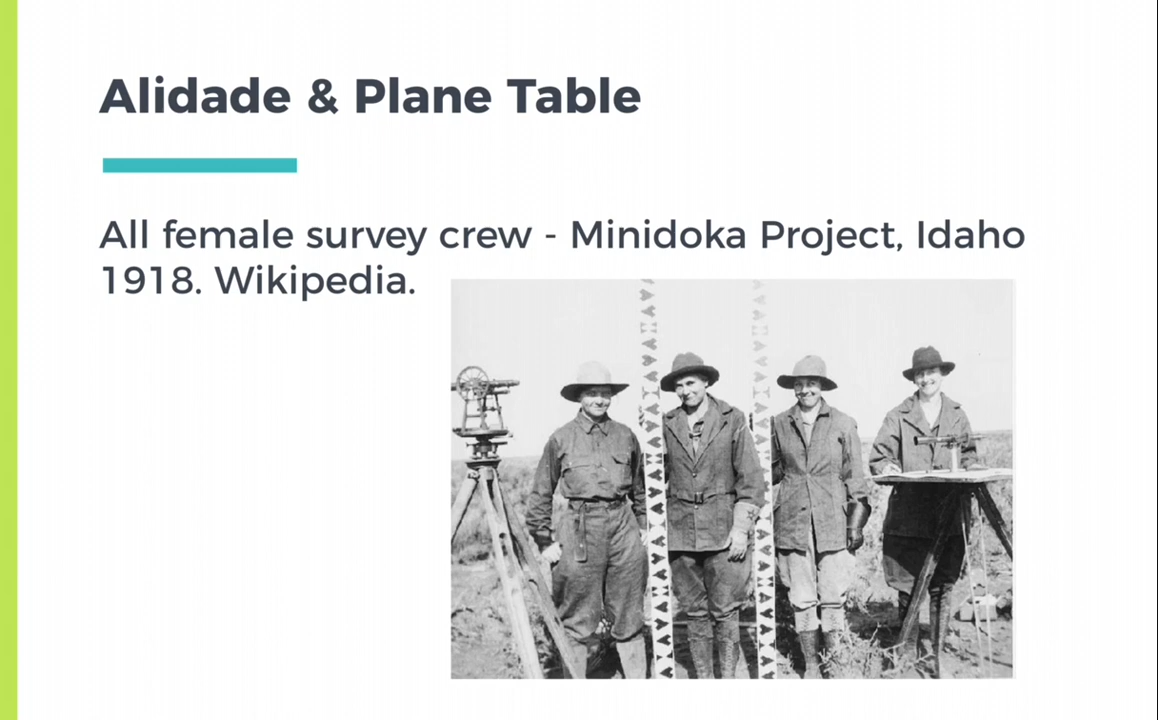 Alidade & Plane Table
All female survey crew - Minidoka Project, Idaho
1918. Wikipedia.